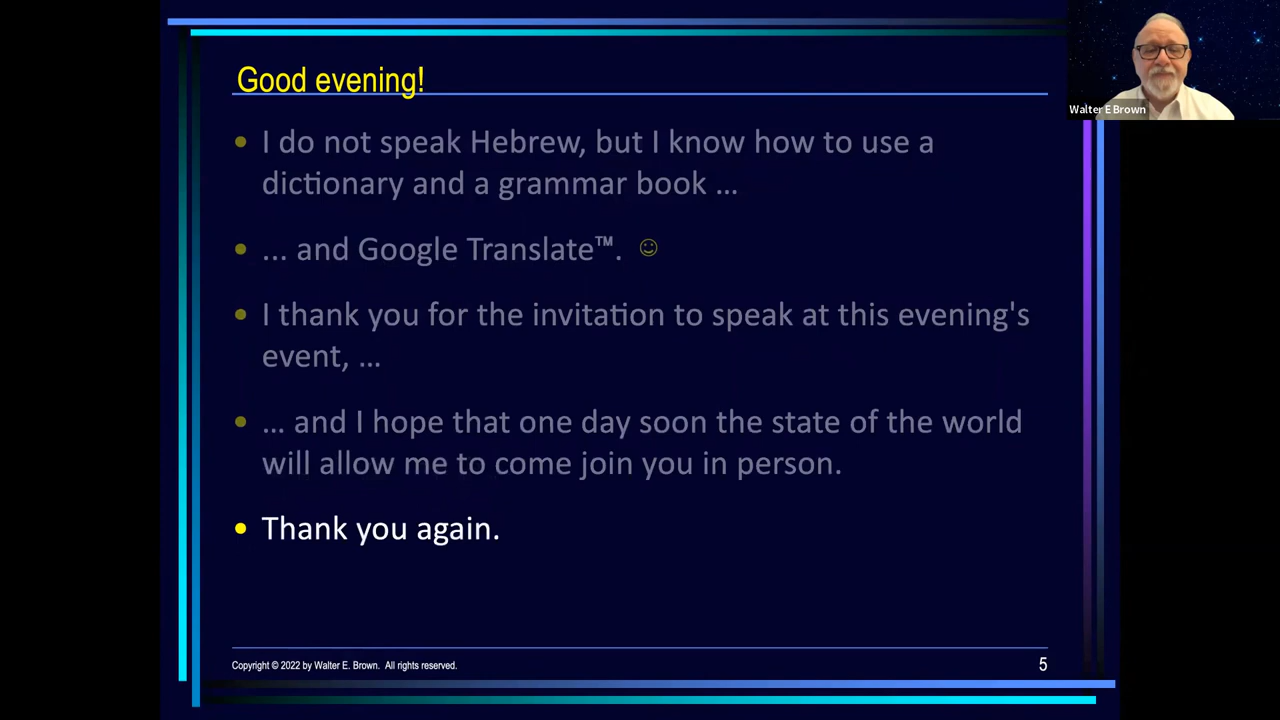 Good evening!
• I do not speak Hebrew, but I know how to use a
dictionary and a grammar book …
• ... and Google Translate™. ☺
• I thank you for the invitation to speak at this evening's
event, …
• … and I hope that one day soon the state of the world
will allow me to come join you in person.
• Thank you again.
Copyright © 2022 by Walter E. Brown. All rights reserved.
5
Walter E Brown